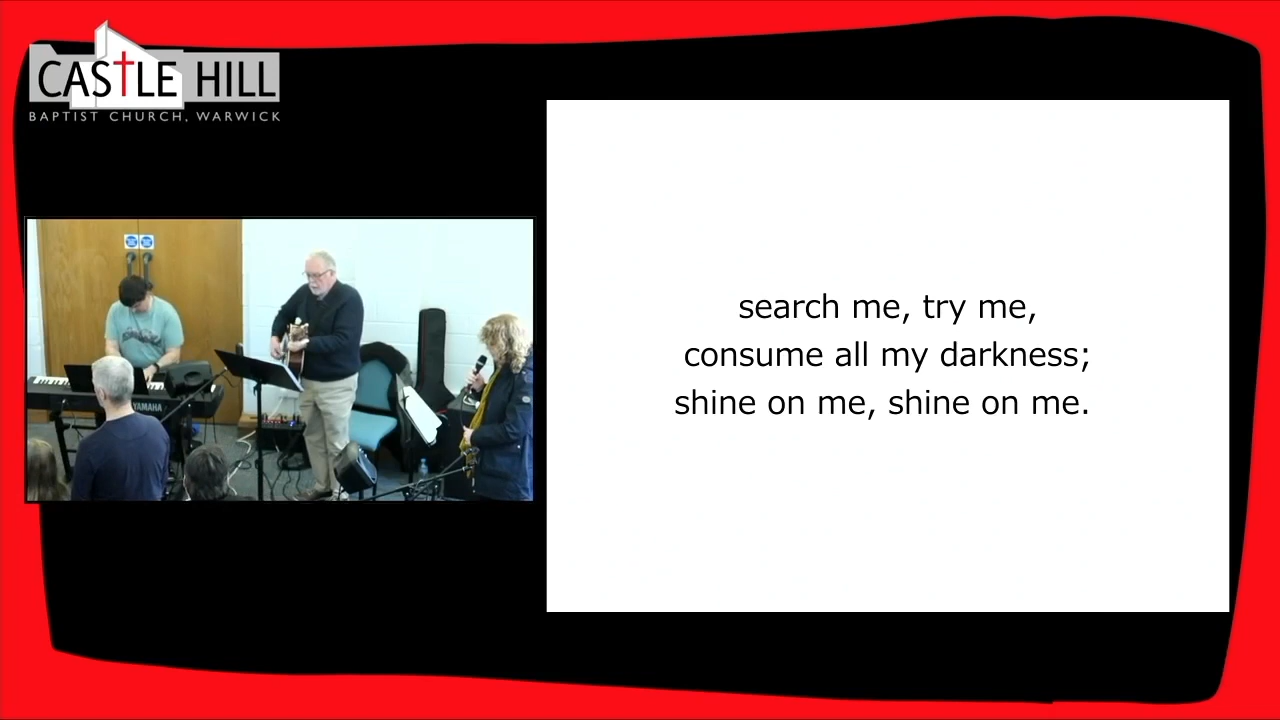 CASTLE HILL
BAPTIST CHURCH, WARWICK
search me, try me,
consume all my darkness;
shine on me, shine on me.
YAMAHA